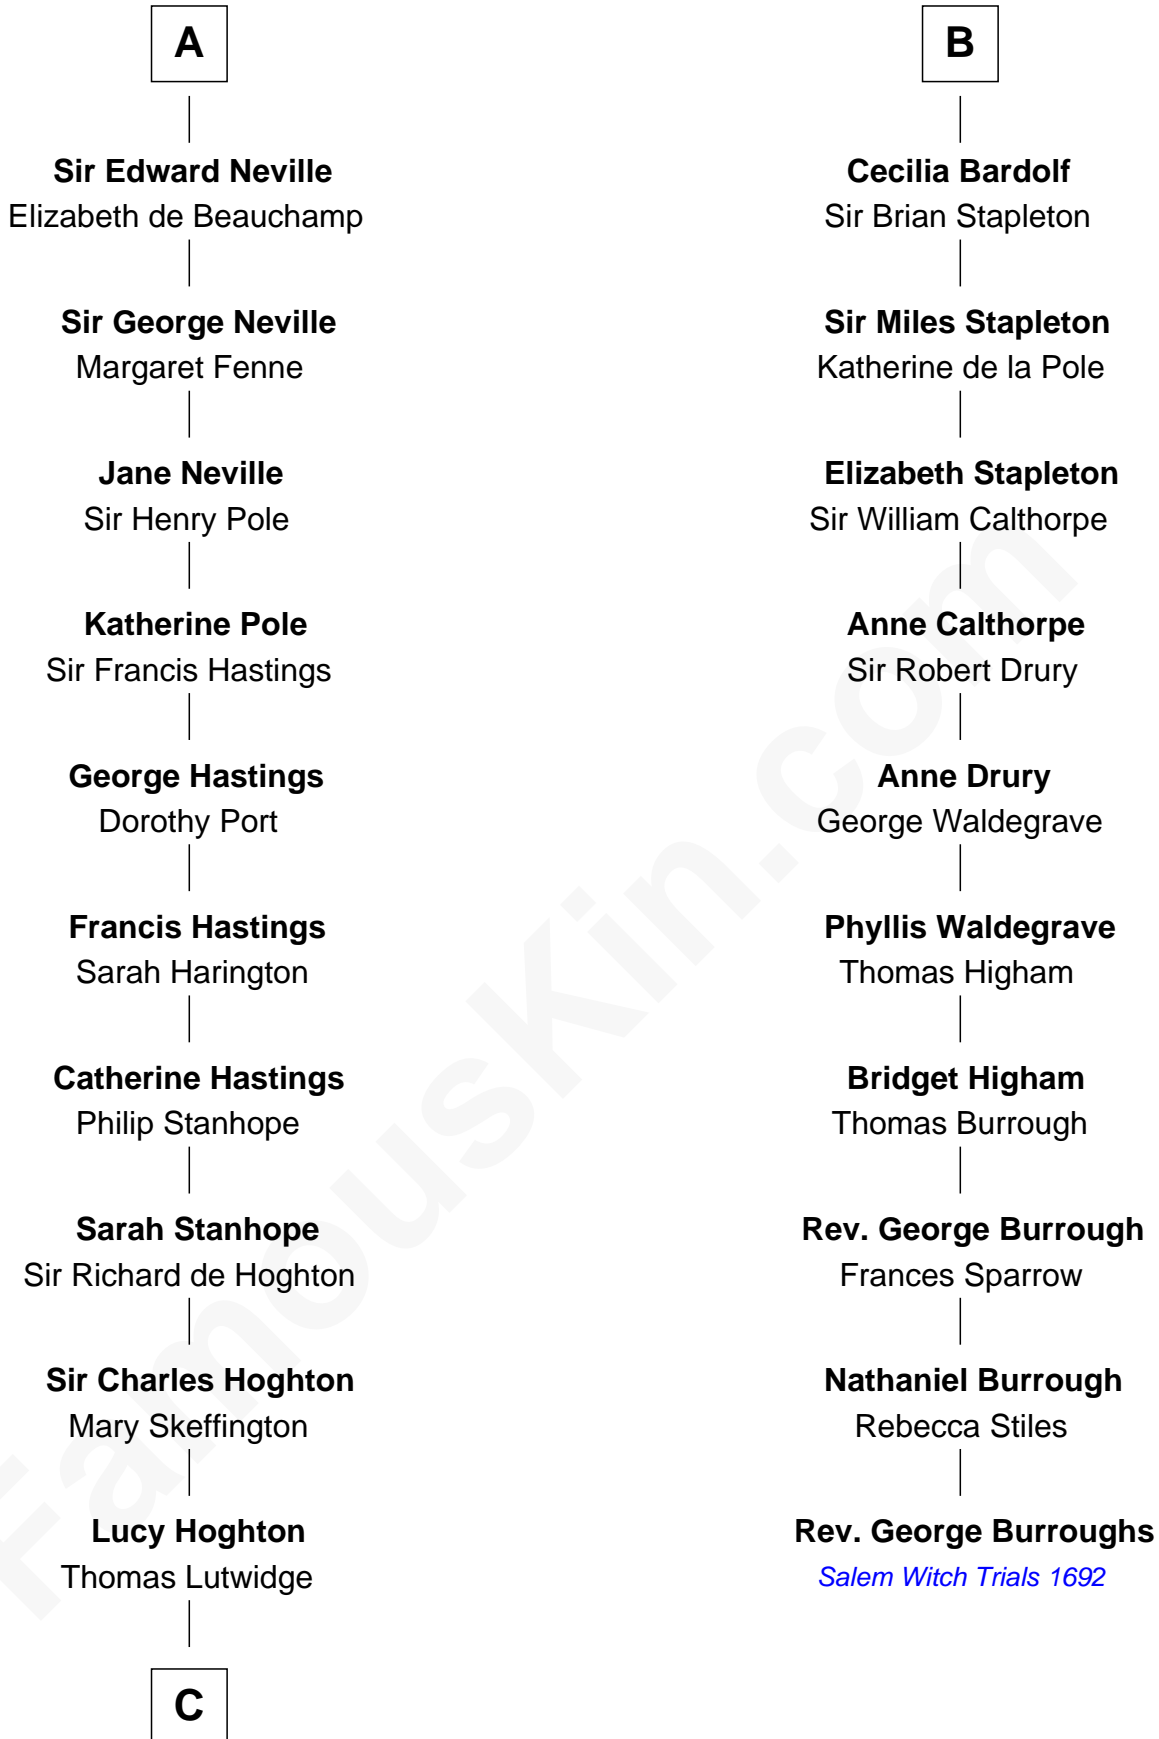 A
Sir Edward Neville
Elizabeth de Beauchamp
Sir George Neville
Margaret Fenne
Jane Neville
Sir Henry Pole
Katherine Pole
Sir Francis Hastings
George Hastings
Dorothy Port
Francis Hastings
Sarah Harington
Catherine Hastings
Philip Stanhope
Sarah Stanhope
Sir Richard de Hoghton
Sir Charles Hoghton
Mary Skeffington
Lucy Hoghton
Thomas Lutwidge
C
B
Cecilia Bardolf
Sir Brian Stapleton
Sir Miles Stapleton
Katherine de la Pole
Elizabeth Stapleton
Sir William Calthorpe
Anne Calthorpe
Sir Robert Drury
Anne Drury
George Waldegrave
Phyllis Waldegrave
Thomas Higham
Bridget Higham
Thomas Burrough
Rev. George Burrough
Frances Sparrow
Nathaniel Burrough
Rebecca Stiles
Rev. George Burroughs
Salem Witch Trials 1692
FamousKin.com